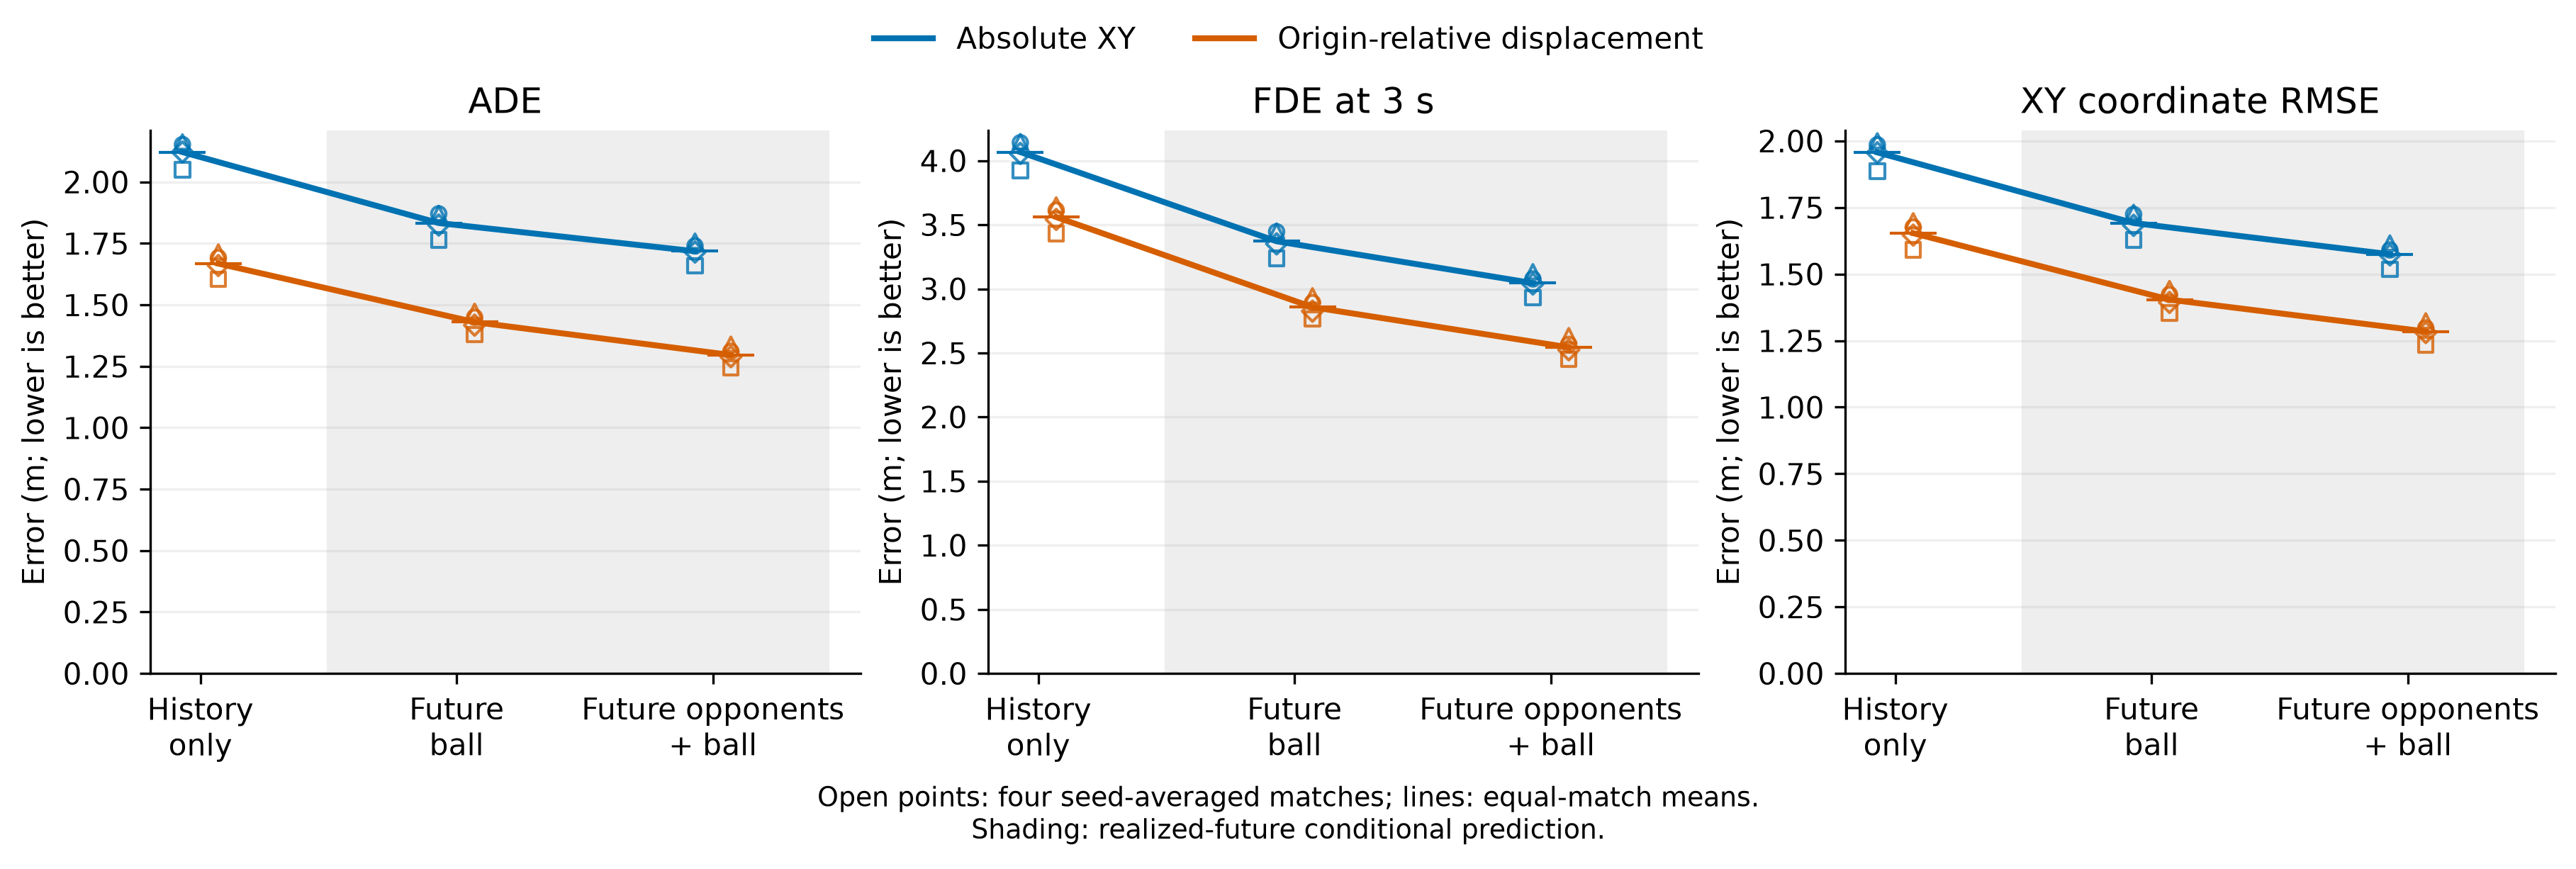 Absolute XY
Origin-relative displacement
ADE
Error (m; lower is better)
2.00
1.75
1.50
1.25
1.00
0.75
0.50
0.25
0.00
History
only
Future
ball
Future opponents
+ ball
FDE at 3 s
Error (m; lower is better)
4.0
3.5
3.0
2.5
2.0
1.5
1.0
0.5
0.0
History
only
Future
ball
Future opponents
+ ball
XY coordinate RMSE
Error (m; lower is better)
2.00
1.75
1.50
1.25
1.00
0.75
0.50
0.25
0.00
History
only
Future
ball
Future opponents
+ ball
Open points: four seed-averaged matches; lines: equal-match means.
Shading: realized-future conditional prediction.